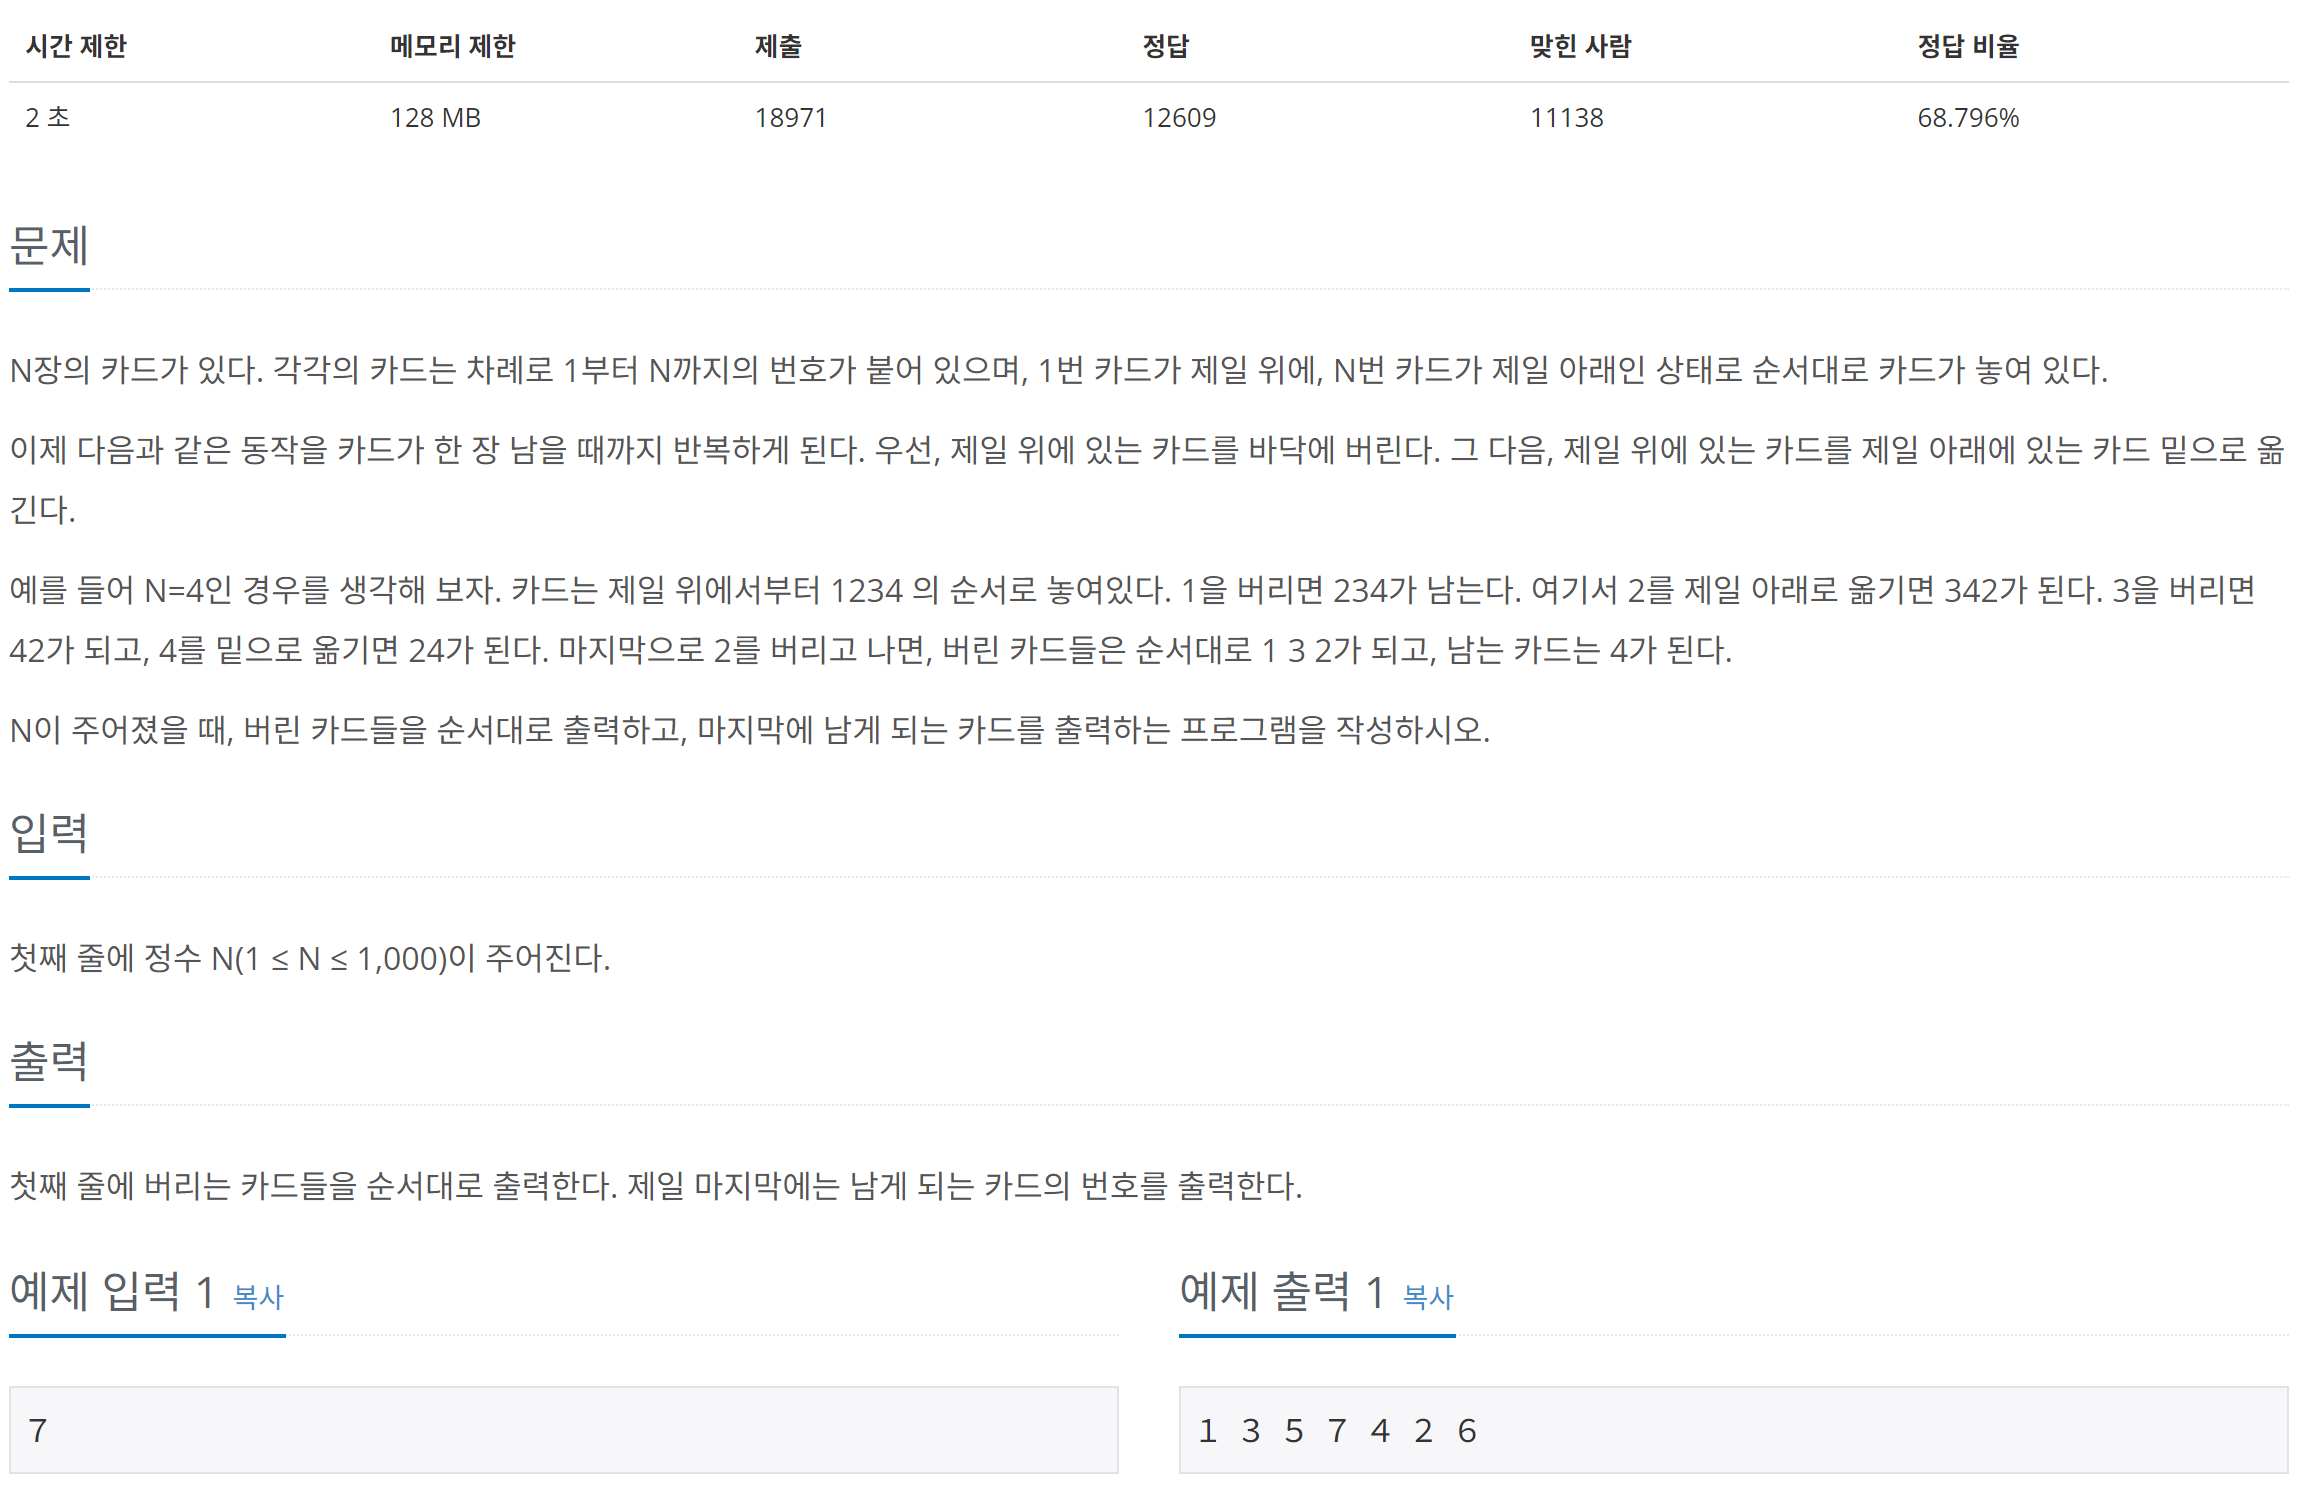 시간 제한 메모리 제한 제출 정답 맞힌 사람 정답 비율
2 초 128 MB 18971 12609 11138 68.796%
문제
N장의 카드가 있다. 각각의 카드는 차례로 1부터 N까지의 번호가 붙어 있으며, 1번 카드가 제일 위에, N번 카드가 제일 아래인 상태로 순서대로 카드가 놓여 있다.
이제 다음과 같은 동작을 카드가 한 장 남을 때까지 반복하게 된다. 우선, 제일 위에 있는 카드를 바닥에 버린다. 그 다음, 제일 위에 있는 카드를 제일 아래에 있는 카드 밑으로 옮
긴다.
예를 들어 N=4인 경우를 생각해 보자. 카드는 제일 위에서부터 1234 의 순서로 놓여있다. 1을 버리면 234가 남는다. 여기서 2를 제일 아래로 옮기면 342가 된다. 3을 버리면
42가 되고, 4를 밑으로 옮기면 24가 된다. 마지막으로 2를 버리고 나면, 버린 카드들은 순서대로 1 3 2가 되고, 남는 카드는 4가 된다.
N이 주어졌을 때, 버린 카드들을 순서대로 출력하고, 마지막에 남게 되는 카드를 출력하는 프로그램을 작성하시오.
입력
첫째 줄에 정수 N(1 ≤ N ≤ 1,000)이 주어진다.
출력
첫째 줄에 버리는 카드들을 순서대로 출력한다. 제일 마지막에는 남게 되는 카드의 번호를 출력한다.
예제 입력 1 복사 예제 출력 1 복사
7 1 3 5 7 4 2 6